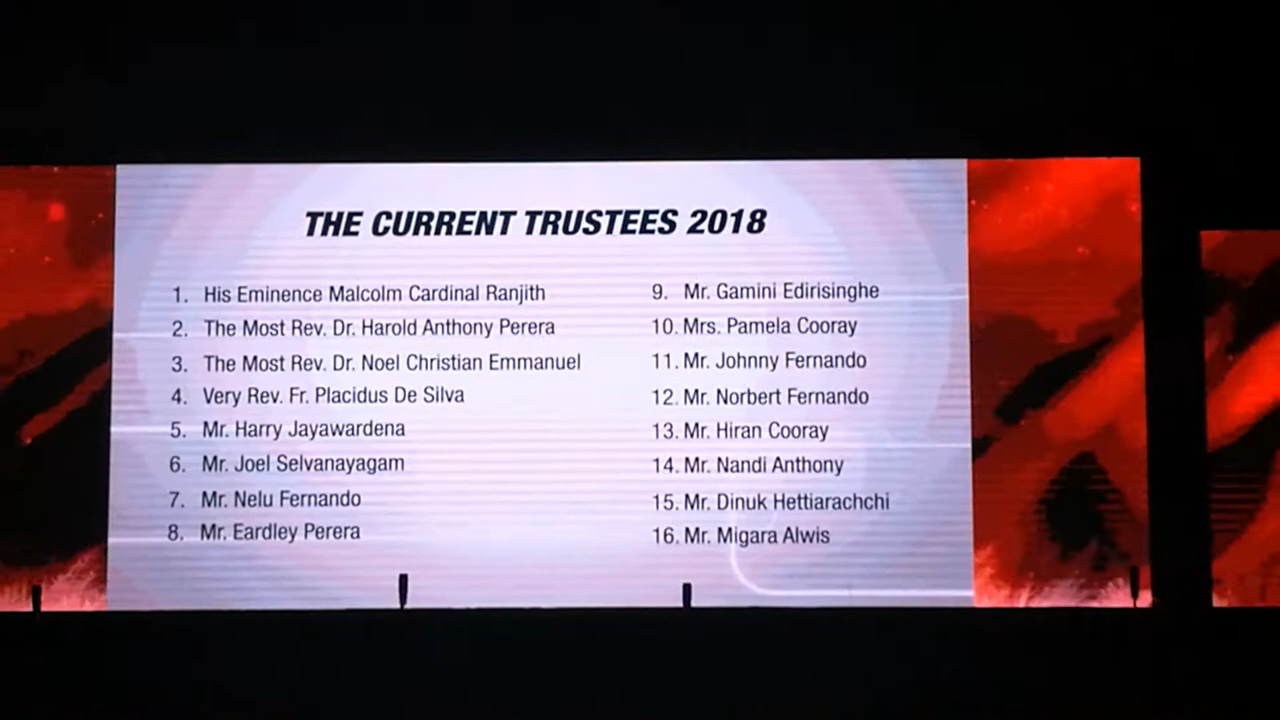 THE CURRENT TRUSTEES 2018
1. His Eminence Malcolm Cardinal Ranjith
2. The Most Rev. Dr. Harold Anthony Perera
3. The Most Rev. Dr. Noel Christian Emmanuel
4. Very Rev. Fr. Placidus De Silva
5. Mr. Harry Jayawardena
6. Mr. Joel Selvanayagam
7. Mr. Nelu Fernando
8. Mr. Eardley Perera
9. Mr. Gamini Edirisinghe
10. Mrs. Pamela Cooray
11. Mr. Johnny Fernando
12. Mr. Norbert Fernando
13. Mr. Hiran Cooray
14. Mr. Nandi Anthony
15. Mr. Dinuk Hettiarachchi
16. Mr. Migara Alwis